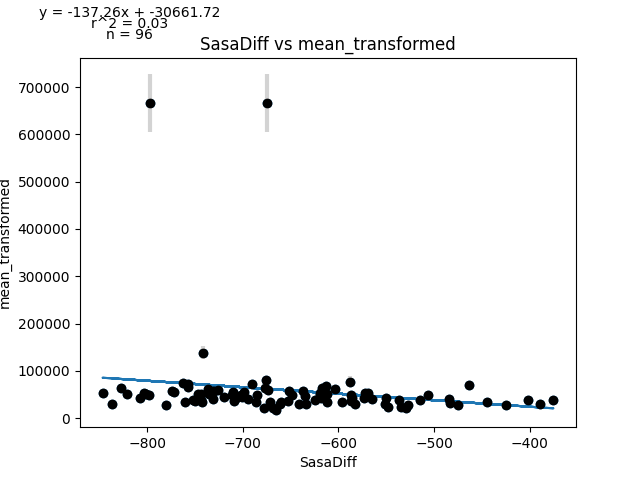 y = -137.26x + -30661.72
r^2 = 0.03
n = 96
SasaDiff vs mean_transformed
700000
600000
500000
400000
300000
200000
100000
0
mean_transformed
−800
−700
−600
−500
−400
SasaDiff